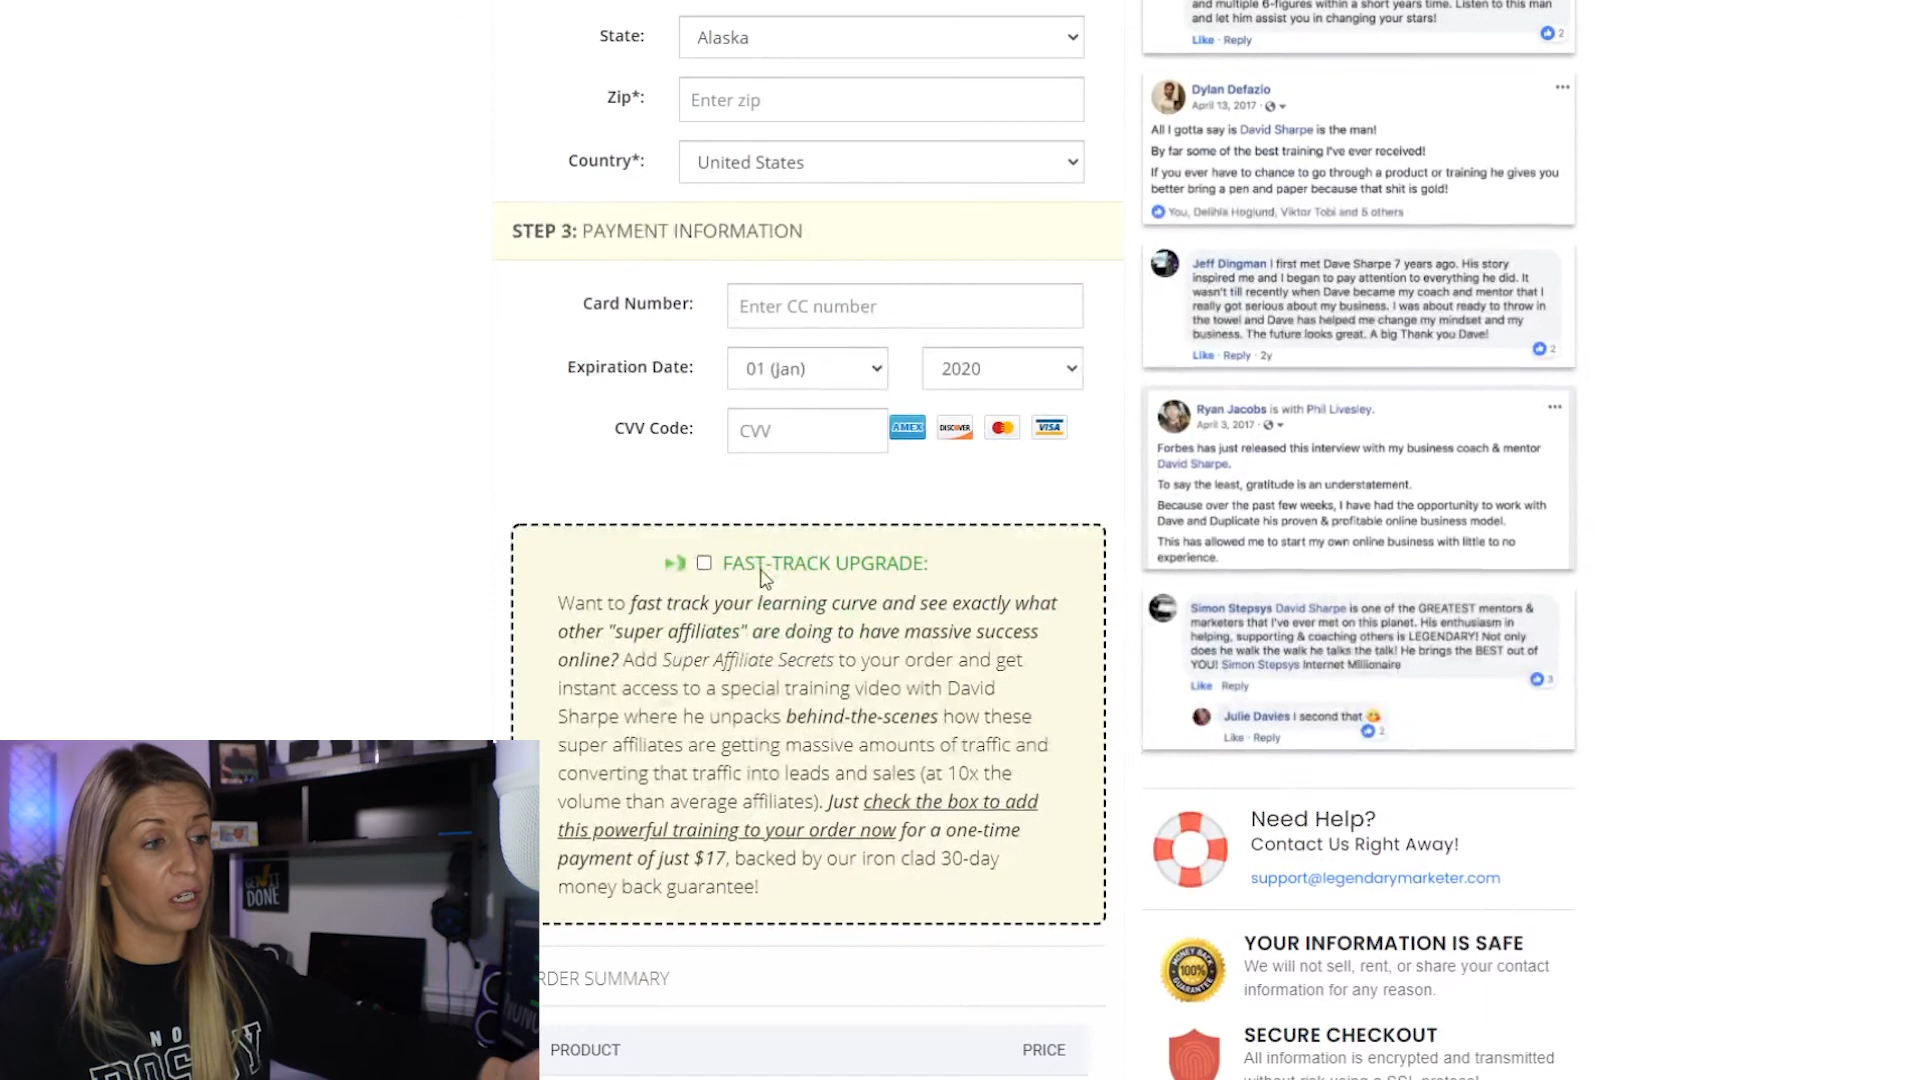 State:
Alaska
Zip*:
Enter zip
Country*:
United States
STEP 3: PAYMENT INFORMATION
Card Number:
Enter CC number
Expiration Date:
01 (Jan)
2020
CVV Code:
CVV
AMEX
DISCOVER
VISA
FAST-TRACK UPGRADE:
Want to fast track your learning curve and see exactly what
other "super affiliates" are doing to have massive success
online? Add Super Affiliate Secrets to your order and get
instant access to a special training video with David
Sharpe where he unpacks behind-the-scenes how these
super affiliates are getting massive amounts of traffic and
converting that traffic into leads and sales (at 10x the
volume than average affiliates). Just check the box to add
this powerful training to your order now for a one-time
payment of just $17, backed by our iron clad 30-day
money back guarantee!
RDER SUMMARY
PRODUCT
PRICE
and multiple 6-figures within a short years time. Listen to this man
and let him assist you in changing your stars!
Like · Reply
2
Dylan Defazio
April 13, 2017 ·
All I gotta say is David Sharpe is the man!
By far some of the best training I've ever received!
If you ever have to chance to go through a product or training he gives you
better bring a pen and paper because that shit is gold!
You, Delihla Hoglund, Viktor Tobi and 5 others
Jeff Dingman I first met Dave Sharpe 7 years ago. His story
inspired me and I began to pay attention to everything he did. It
wasn't till recently when Dave became my coach and mentor that I
really got serious about my business. I was about ready to throw in
the towel and Dave has helped me change my mindset and my
business. The future looks great. A big Thank you Dave!
Like · Reply · 2y
2
Ryan Jacobs is with Phil Livesley.
April 3, 2017 ·
Forbes has just released this interview with my business coach & mentor
David Sharpe.
To say the least, gratitude is an understatement.
Because over the past few weeks, I have had the opportunity to work with
Dave and Duplicate his proven & profitable online business model.
This has allowed me to start my own online business with little to no
experience.
Simon Stepsys David Sharpe is one of the GREATEST mentors &
marketers that I've ever met on this planet. His enthusiasm in
helping, supporting & coaching others is LEGENDARY! Not only
does he walk the walk he talks the talk! He brings the BEST out of
YOU! Simon Stepsys Internet Millionaire
Like Reply
3
Julie Davies I second that
Like · Reply
2
Need Help?
Contact Us Right Away!
support@legendarymarketer.com
MONEY BACK
100%
GUARANTEE
YOUR INFORMATION IS SAFE
We will not sell, rent, or share your contact
information for any reason.
SECURE CHECKOUT
All information is encrypted and transmitted
without risk using a SSL protocol
GET IT
DONE
NO